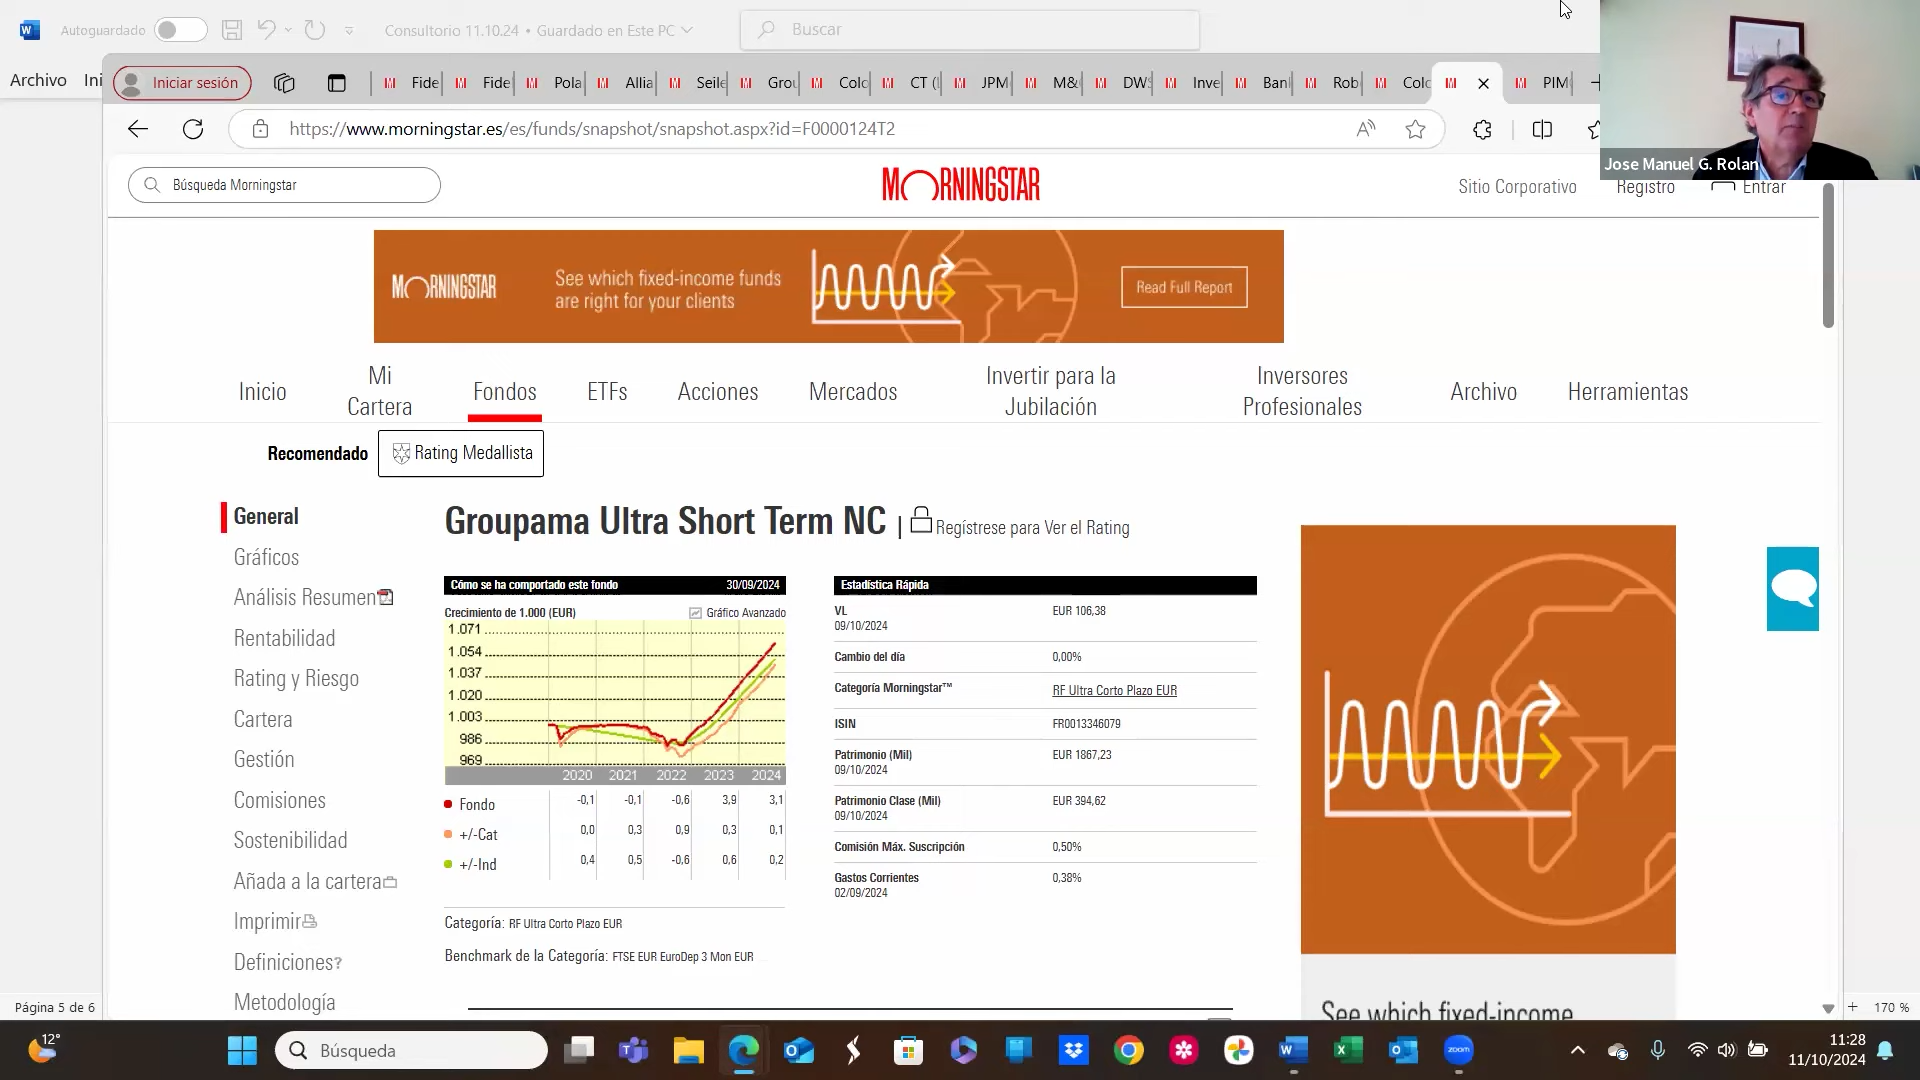 Autoguardado
Consultorio 11.10.24 • Guardado en Este PC
Buscar
Archivo
Ini
Iniciar sesión
Fide
Fide
Pola
Allia
Seile
Grou
Colo
CT (
JPM
M&
DWS
Inve
Ban
Rob
Colo
PIM
https://www.morningstar.es/es/funds/snapshot/snapshot.aspx?id=F0000124T2
Jose Manuel G. Rolan
Búsqueda Morningstar
MORNINGSTAR
Sitio Corporativo
Registro
Entrar
MORNINGSTAR
See which fixed-income funds
are right for your clients
Read Full Report
Inicio
Mi
Cartera
Fondos
ETFs
Acciones
Mercados
Invertir para la
Jubilación
Inversores
Profesionales
Archivo
Herramientas
Recomendado
Rating Medallista
General
Gráficos
Análisis Resumen
Rentabilidad
Rating y Riesgo
Cartera
Gestión
Comisiones
Sostenibilidad
Añada a la cartera
Imprimir
Definiciones?
Metodología
Groupama Ultra Short Term NC |
Regístrese para Ver el Rating
Cómo se ha comportado este fondo 30/09/2024
Crecimiento de 1.000 (EUR) Gráfico Avanzado
1.071
1.054
1.037
1.020
1.003
986
969
2020 2021 2022 2023 2024
Fondo -0,1 -0,1 -0,6 3,9 3,1
+/-Cat 0,0 0,3 0,9 0,3 0,1
+/-Ind 0,4 0,5 -0,6 0,6 0,2
Categoría: RF Ultra Corto Plazo EUR
Benchmark de la Categoría: FTSE EUR EuroDep 3 Mon EUR
Estadística Rápida
VL EUR 106,38
09/10/2024
Cambio del día 0,00%
Categoría Morningstar™ RF Ultra Corto Plazo EUR
ISIN FR0013346079
Patrimonio (Mil) EUR 1867,23
09/10/2024
Patrimonio Clase (Mil) EUR 394,62
09/10/2024
Comisión Máx. Suscripción 0,50%
Gastos Corrientes 0,38%
02/09/2024
See which fixed-income
Página 5 de 6
170 %
12°
Búsqueda
zoom
11:28
11/10/2024